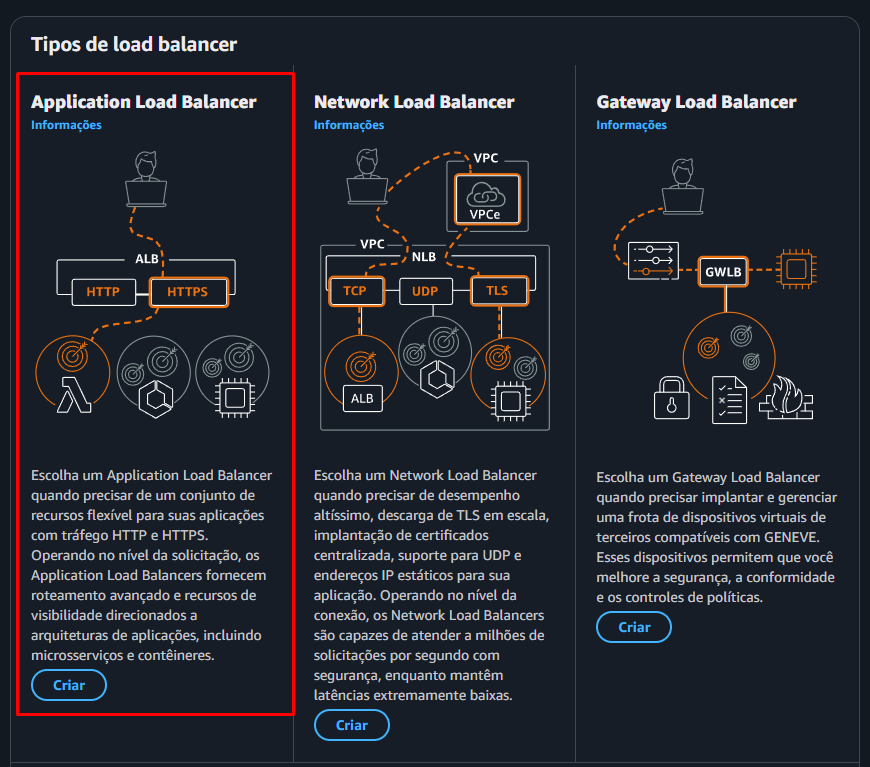 Tipos de load balancer
Application Load Balancer
Informações
ALB
HTTP
HTTPS
Escolha um Application Load Balancer
quando precisar de um conjunto de
recursos flexível para suas aplicações
com tráfego HTTP e HTTPS.
Operando no nível da solicitação, os
Application Load Balancers fornecem
roteamento avançado e recursos de
visibilidade direcionados a
arquiteturas de aplicações, incluindo
microsserviços e contêineres.
Criar
Network Load Balancer
Informações
VPC
VPCe
VPC
NLB
TCP
UDP
TLS
ALB
Escolha um Network Load Balancer
quando precisar de desempenho
altíssimo, descarga de TLS em escala,
implantação de certificados
centralizada, suporte para UDP e
endereços IP estáticos para sua
aplicação. Operando no nível da
conexão, os Network Load Balancers
são capazes de atender a milhões de
solicitações por segundo com
segurança, enquanto mantêm
latências extremamente baixas.
Criar
Gateway Load Balancer
Informações
GWLB
Escolha um Gateway Load Balancer
quando precisar implantar e gerenciar
uma frota de dispositivos virtuais de
terceiros compatíveis com GENEVE.
Esses dispositivos permitem que você
melhore a segurança, a conformidade
e os controles de políticas.
Criar